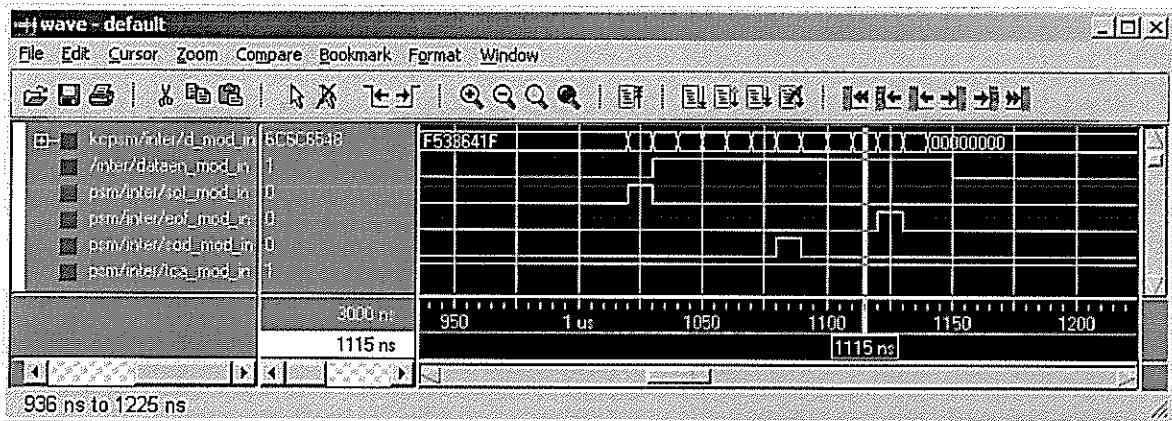 wave - default
File Edit Cursor Zoom Compare Bookmark Format Window
kcpsm/inter/d_mod_in 6C6C6548 F538641F 00000000
/inter/dataen_mod_in 1
psm/inter/sof_mod_in 0
psm/inter/eof_mod_in 0
psm/inter/sad_mod_in 0
psm/inter/tca_mod_in 1
3000 ns
950 1 us 1050 1100 1150 1200
1115 ns 1115 ns
936 ns to 1225 ns